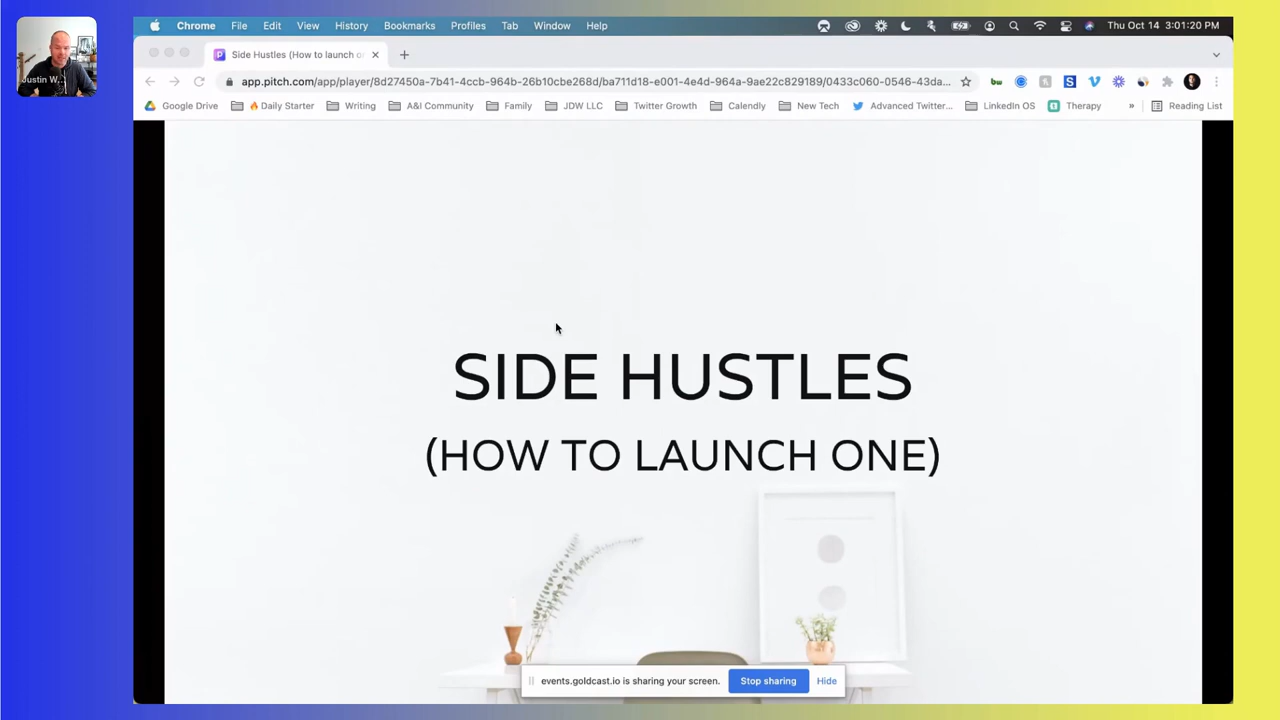 Chrome File Edit View History Bookmarks Profiles Tab Window Help Thu Oct 14 3:01:20 PM
Side Hustles (How to launch o
app.pitch.com/app/player/8d27450a-7b41-4ccb-964b-26b10cbe268d/ba711d18-e001-4e4d-964a-9ae22c829189/0433c060-0546-43da...
Google Drive Daily Starter Writing A&I Community Family JDW LLC Twitter Growth Calendly New Tech Advanced Twitter... LinkedIn OS Therapy » Reading List
Justin W...
SIDE HUSTLES
(HOW TO LAUNCH ONE)
events.goldcast.io is sharing your screen. Stop sharing Hide